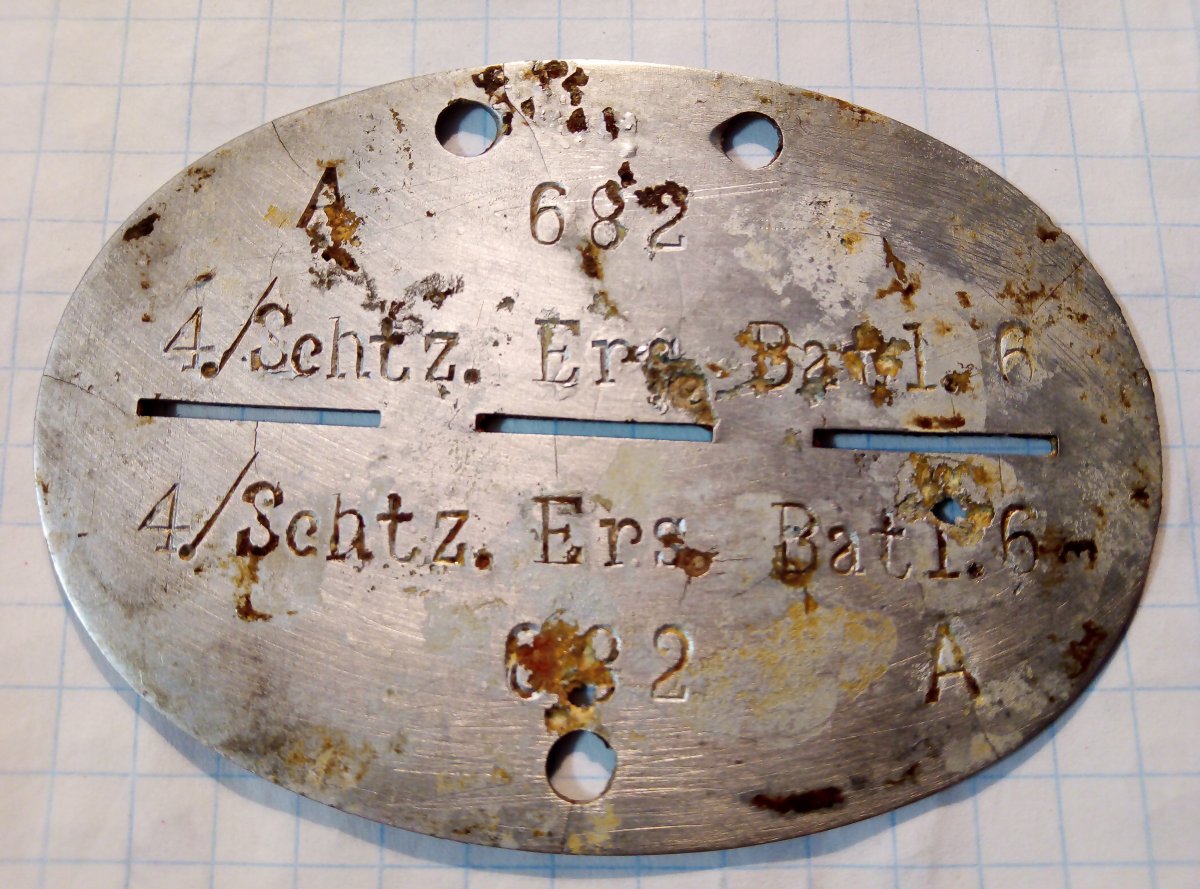 A 682
4/Schtz. Ers. Batl. 6
4/Schtz. Ers. Batl. 6
682 A